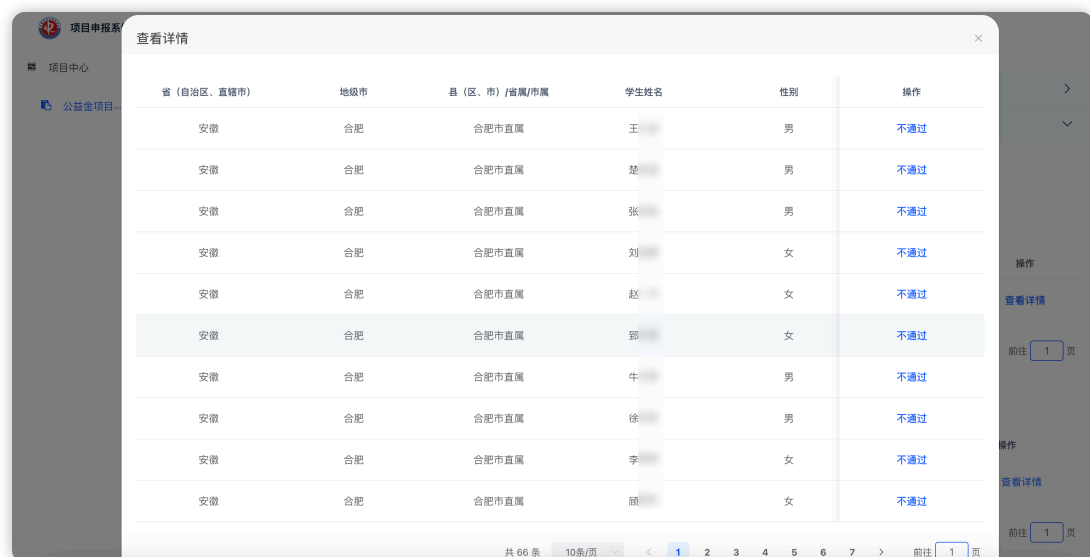 项目申报系
查看详情
项目中心
公益金项目...
省（自治区、直辖市） 地级市 县（区、市）/省属/市属 学生姓名 性别 操作
安徽 合肥 合肥市直属 王 男 不通过
安徽 合肥 合肥市直属 楚 男 不通过
安徽 合肥 合肥市直属 张 男 不通过
安徽 合肥 合肥市直属 刘 女 不通过
操作
安徽 合肥 合肥市直属 赵 女 不通过
查看详情
安徽 合肥 合肥市直属 郅 女 不通过
前往 1 页
安徽 合肥 合肥市直属 牛 男 不通过
安徽 合肥 合肥市直属 徐 男 不通过
操作
安徽 合肥 合肥市直属 李 女 不通过
查看详情
安徽 合肥 合肥市直属 顾 女 不通过
前往 1 页
共 66 条 10条/页 1 2 3 4 5 6 7 前往 1 页